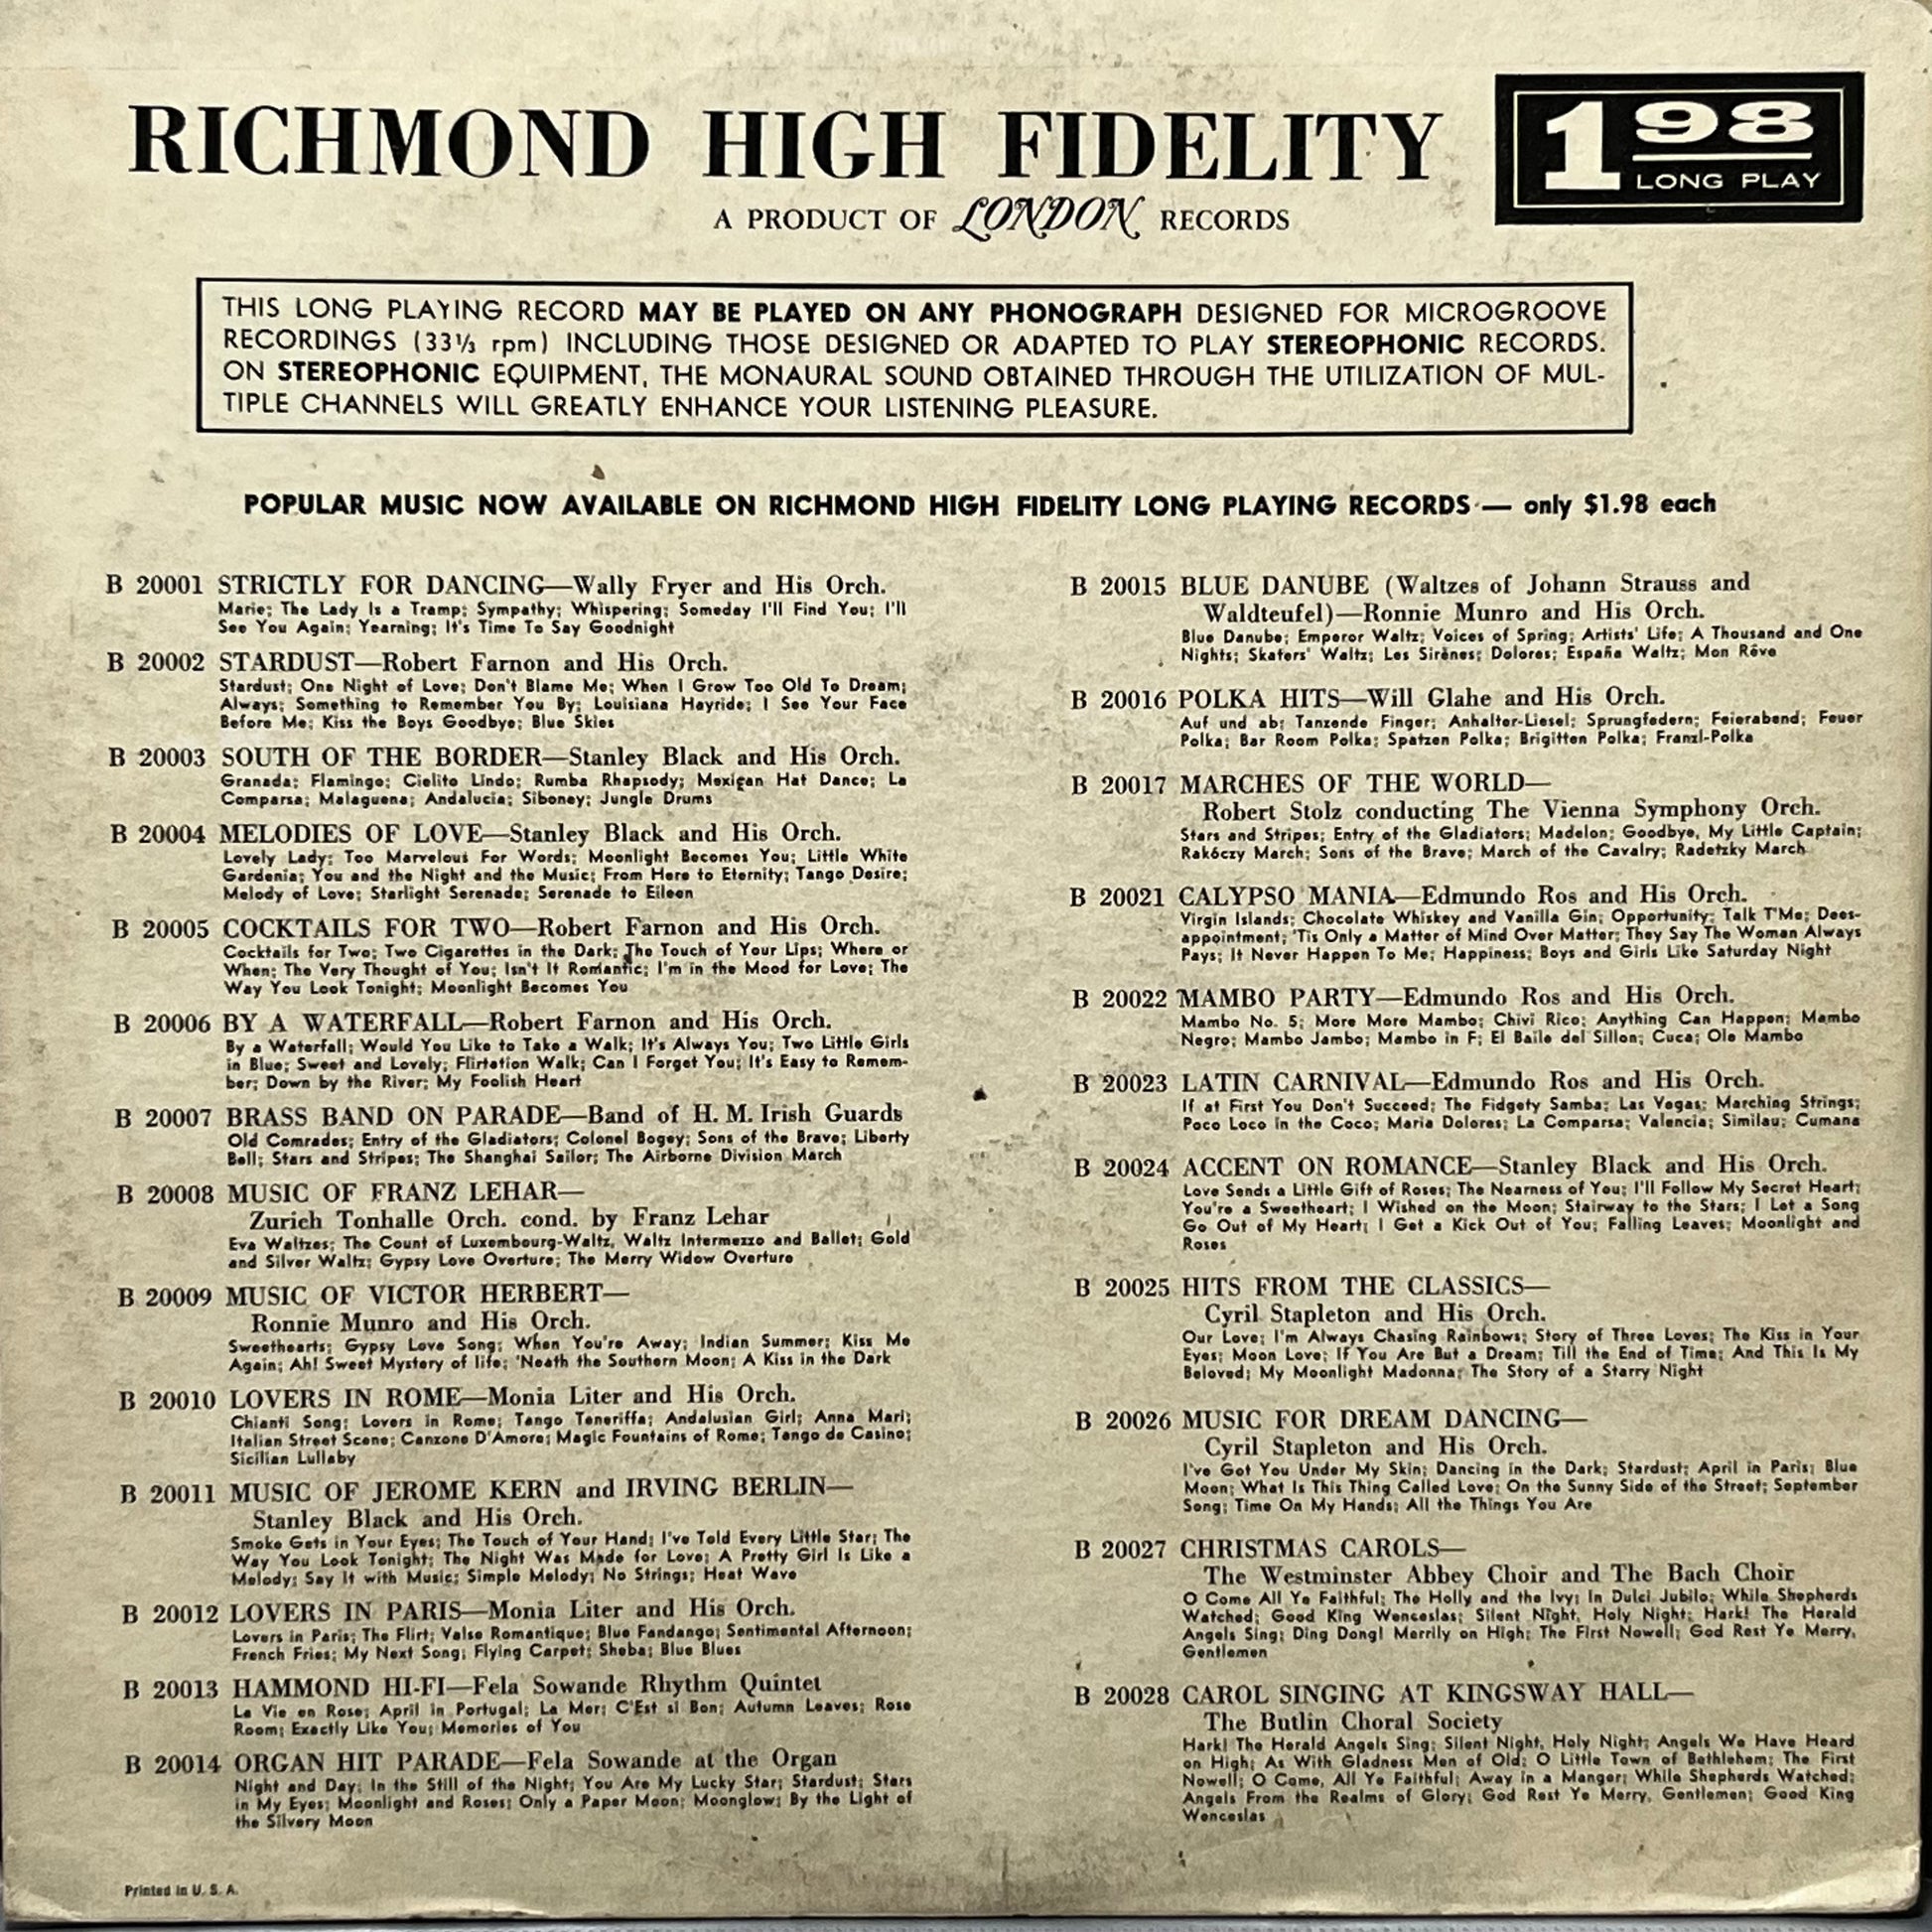 RICHMOND HIGH FIDELITY
1 98
LONG PLAY
A PRODUCT OF LONDON RECORDS
THIS LONG PLAYING RECORD MAY BE PLAYED ON ANY PHONOGRAPH DESIGNED FOR MICROGROOVE
RECORDINGS (33⅓ rpm) INCLUDING THOSE DESIGNED OR ADAPTED TO PLAY STEREOPHONIC RECORDS.
ON STEREOPHONIC EQUIPMENT, THE MONAURAL SOUND OBTAINED THROUGH THE UTILIZATION OF MUL-
TIPLE CHANNELS WILL GREATLY ENHANCE YOUR LISTENING PLEASURE.
POPULAR MUSIC NOW AVAILABLE ON RICHMOND HIGH FIDELITY LONG PLAYING RECORDS — only $1.98 each
B 20001 STRICTLY FOR DANCING—Wally Fryer and His Orch.
Marie; The Lady Is a Tramp; Sympathy; Whispering; Someday I'll Find You; I'll
See You Again; Yearning; It's Time To Say Goodnight
B 20002 STARDUST—Robert Farnon and His Orch.
Stardust; One Night of Love; Don't Blame Me; When I Grow Too Old To Dream;
Always; Something to Remember You By; Louisiana Hayride; I See Your Face
Before Me; Kiss the Boys Goodbye; Blue Skies
B 20003 SOUTH OF THE BORDER—Stanley Black and His Orch.
Granada; Flamingo; Cielito Lindo; Rumba Rhapsody; Mexican Hat Dance; La
Comparsa; Malaguena; Andalucia; Siboney; Jungle Drums
B 20004 MELODIES OF LOVE—Stanley Black and His Orch.
Lovely Lady; Too Marvelous For Words; Moonlight Becomes You; Little White
Gardenia; You and the Night and the Music; From Here to Eternity; Tango Desire;
Melody of Love; Starlight Serenade; Serenade to Eileen
B 20005 COCKTAILS FOR TWO—Robert Farnon and His Orch.
Cocktails for Two; Two Cigarettes in the Dark; The Touch of Your Lips; Where or
When; The Very Thought of You; Isn't It Romantic; I'm in the Mood for Love; The
Way You Look Tonight; Moonlight Becomes You
B 20006 BY A WATERFALL—Robert Farnon and His Orch.
By a Waterfall; Would You Like to Take a Walk; It's Always You; Two Little Girls
in Blue; Sweet and Lovely; Flirtation Walk; Can I Forget You; It's Easy to Remem-
ber; Down by the River; My Foolish Heart
B 20007 BRASS BAND ON PARADE—Band of H. M. Irish Guards
Old Comrades; Entry of the Gladiators; Colonel Bogey; Sons of the Brave; Liberty
Bell; Stars and Stripes; The Shanghai Sailor; The Airborne Division March
B 20008 MUSIC OF FRANZ LEHAR—
Zurich Tonhalle Orch. cond. by Franz Lehar
Eva Waltzes; The Count of Luxembourg-Waltz, Waltz Intermezzo and Ballet; Gold
and Silver Waltz; Gypsy Love Overture; The Merry Widow Overture
B 20009 MUSIC OF VICTOR HERBERT—
Ronnie Munro and His Orch.
Sweethearts; Gypsy Love Song; When You're Away; Indian Summer; Kiss Me
Again; Ah! Sweet Mystery of life; 'Neath the Southern Moon; A Kiss in the Dark
B 20010 LOVERS IN ROME—Monia Liter and His Orch.
Chianti Song; Lovers in Rome; Tango Teneriffa; Andalusian Girl; Anna Mari;
Italian Street Scene; Canzone D'Amore; Magic Fountains of Rome; Tango de Casino;
Sicilian Lullaby
B 20011 MUSIC OF JEROME KERN and IRVING BERLIN—
Stanley Black and His Orch.
Smoke Gets in Your Eyes; The Touch of Your Hand; I've Told Every Little Star; The
Way You Look Tonight; The Night Was Made for Love; A Pretty Girl Is Like a
Melody; Say It with Music; Simple Melody; No Strings; Heat Wave
B 20012 LOVERS IN PARIS—Monia Liter and His Orch.
Lovers in Paris; The Flirt; Valse Romantique; Blue Fandango; Sentimental Afternoon;
French Fries; My Next Song; Flying Carpet; Sheba; Blue Blues
B 20013 HAMMOND HI-FI—Fela Sowande Rhythm Quintet
La Vie en Rose; April in Portugal; La Mer; C'Est si Bon; Autumn Leaves; Rose
Room; Exactly Like You; Memories of You
B 20014 ORGAN HIT PARADE—Fela Sowande at the Organ
Night and Day; In the Still of the Night; You Are My Lucky Star; Stardust; Stars
in My Eyes; Moonlight and Roses; Only a Paper Moon; Moonglow; By the Light of
the Silvery Moon
Printed in U. S. A.
B 20015 BLUE DANUBE (Waltzes of Johann Strauss and
Waldteufel)—Ronnie Munro and His Orch.
Blue Danube; Emperor Waltz; Voices of Spring; Artists' Life; A Thousand and One
Nights; Skaters' Waltz; Les Sirènes; Dolores; España Waltz; Mon Rêve
B 20016 POLKA HITS—Will Glahe and His Orch.
Auf und ab; Tanzende Finger; Anhalter-Liesel; Sprungfedern; Feierabend; Feuer
Polka; Bar Room Polka; Spatzen Polka; Brigitten Polka; Franzl-Polka
B 20017 MARCHES OF THE WORLD—
Robert Stolz conducting The Vienna Symphony Orch.
Stars and Stripes; Entry of the Gladiators; Madelon; Goodbye, My Little Captain;
Rakóczy March; Sons of the Brave; March of the Cavalry; Radetzky March
B 20021 CALYPSO MANIA—Edmundo Ros and His Orch.
Virgin Islands; Chocolate Whiskey and Vanilla Gin; Opportunity; Talk T'Me; Dees-
appointment; 'Tis Only a Matter of Mind Over Matter; They Say The Woman Always
Pays; It Never Happen To Me; Happiness; Boys and Girls Like Saturday Night
B 20022 MAMBO PARTY—Edmundo Ros and His Orch.
Mambo No. 5; More More Mambo; Chivi Rico; Anything Can Happen; Mambo
Negro; Mambo Jambo; Mambo in F; El Baile del Sillon; Cuca; Ole Mambo
B 20023 LATIN CARNIVAL—Edmundo Ros and His Orch.
If at First You Don't Succeed; The Fidgety Samba; Las Vegas; Marching Strings;
Poco Loco in the Coco; Maria Dolores; La Comparsa; Valencia; Similau; Cumana
B 20024 ACCENT ON ROMANCE—Stanley Black and His Orch.
Love Sends a Little Gift of Roses; The Nearness of You; I'll Follow My Secret Heart;
You're a Sweetheart; I Wished on the Moon; Stairway to the Stars; I Let a Song
Go Out of My Heart; I Get a Kick Out of You; Falling Leaves; Moonlight and
Roses
B 20025 HITS FROM THE CLASSICS—
Cyril Stapleton and His Orch.
Our Love; I'm Always Chasing Rainbows; Story of Three Loves; The Kiss in Your
Eyes; Moon Love; If You Are But a Dream; Till the End of Time; And This Is My
Beloved; My Moonlight Madonna; The Story of a Starry Night
B 20026 MUSIC FOR DREAM DANCING—
Cyril Stapleton and His Orch.
I've Got You Under My Skin; Dancing in the Dark; Stardust; April in Paris; Blue
Moon; What Is This Thing Called Love; On the Sunny Side of the Street; September
Song; Time On My Hands; All the Things You Are
B 20027 CHRISTMAS CAROLS—
The Westminster Abbey Choir and The Bach Choir
O Come All Ye Faithful; The Holly and the Ivy; In Dulci Jubilo; While Shepherds
Watched; Good King Wenceslas; Silent Night, Holy Night; Hark! The Herald
Angels Sing; Ding Dong! Merrily on High; The First Nowell; God Rest Ye Merry,
Gentlemen
B 20028 CAROL SINGING AT KINGSWAY HALL—
The Butlin Choral Society
Hark! The Herald Angels Sing; Silent Night, Holy Night; Angels We Have Heard
on High; As With Gladness Men of Old; O Little Town of Bethlehem; The First
Nowell; O Come, All Ye Faithful; Away in a Manger; While Shepherds Watched;
Angels From the Realms of Glory; God Rest Ye Merry, Gentlemen; Good King
Wenceslas